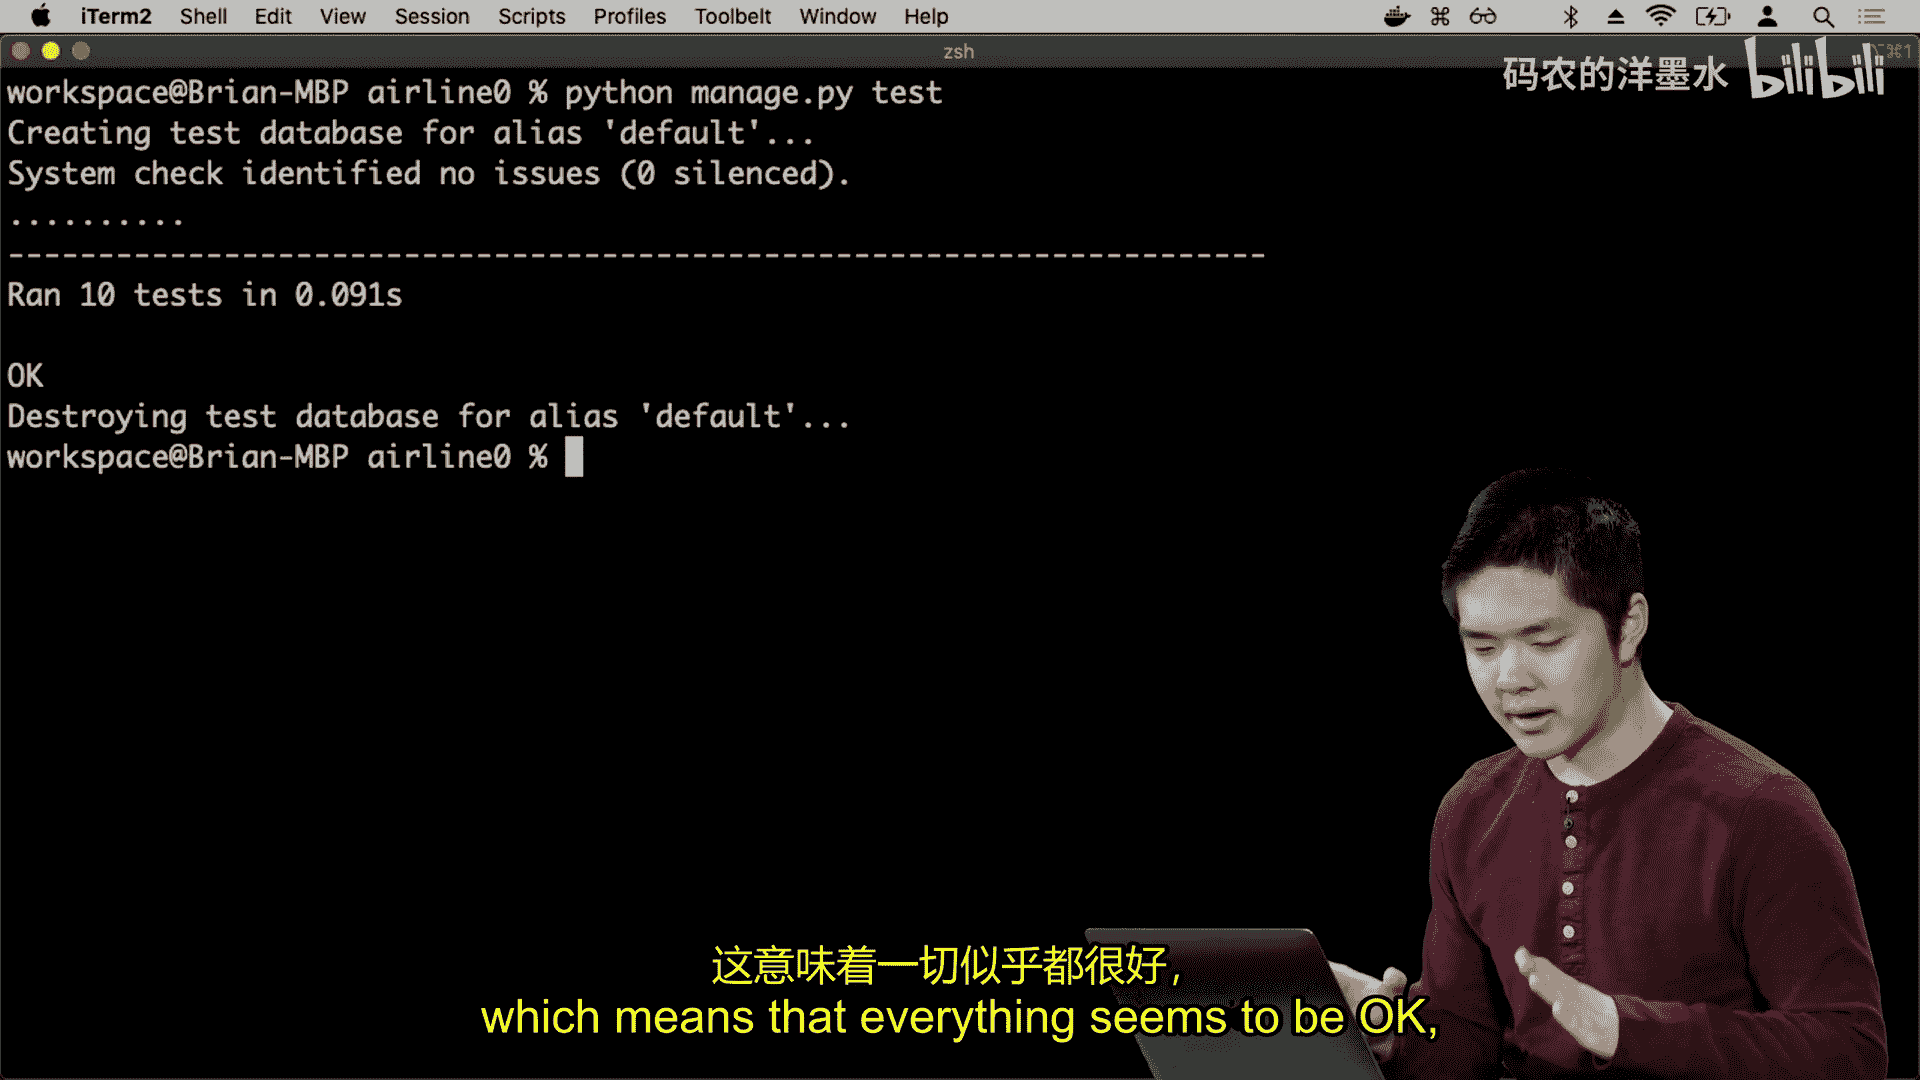 iTerm2 Shell Edit View Session Scripts Profiles Toolbelt Window Help
zsh
⌥⌘1
码农的洋墨水 bilibili
workspace@Brian-MBP airline0 % python manage.py test
Creating test database for alias 'default'...
System check identified no issues (0 silenced).
..........
----------------------------------------------------------------------
Ran 10 tests in 0.091s
OK
Destroying test database for alias 'default'...
workspace@Brian-MBP airline0 %
这意味着一切似乎都很好，
which means that everything seems to be OK,